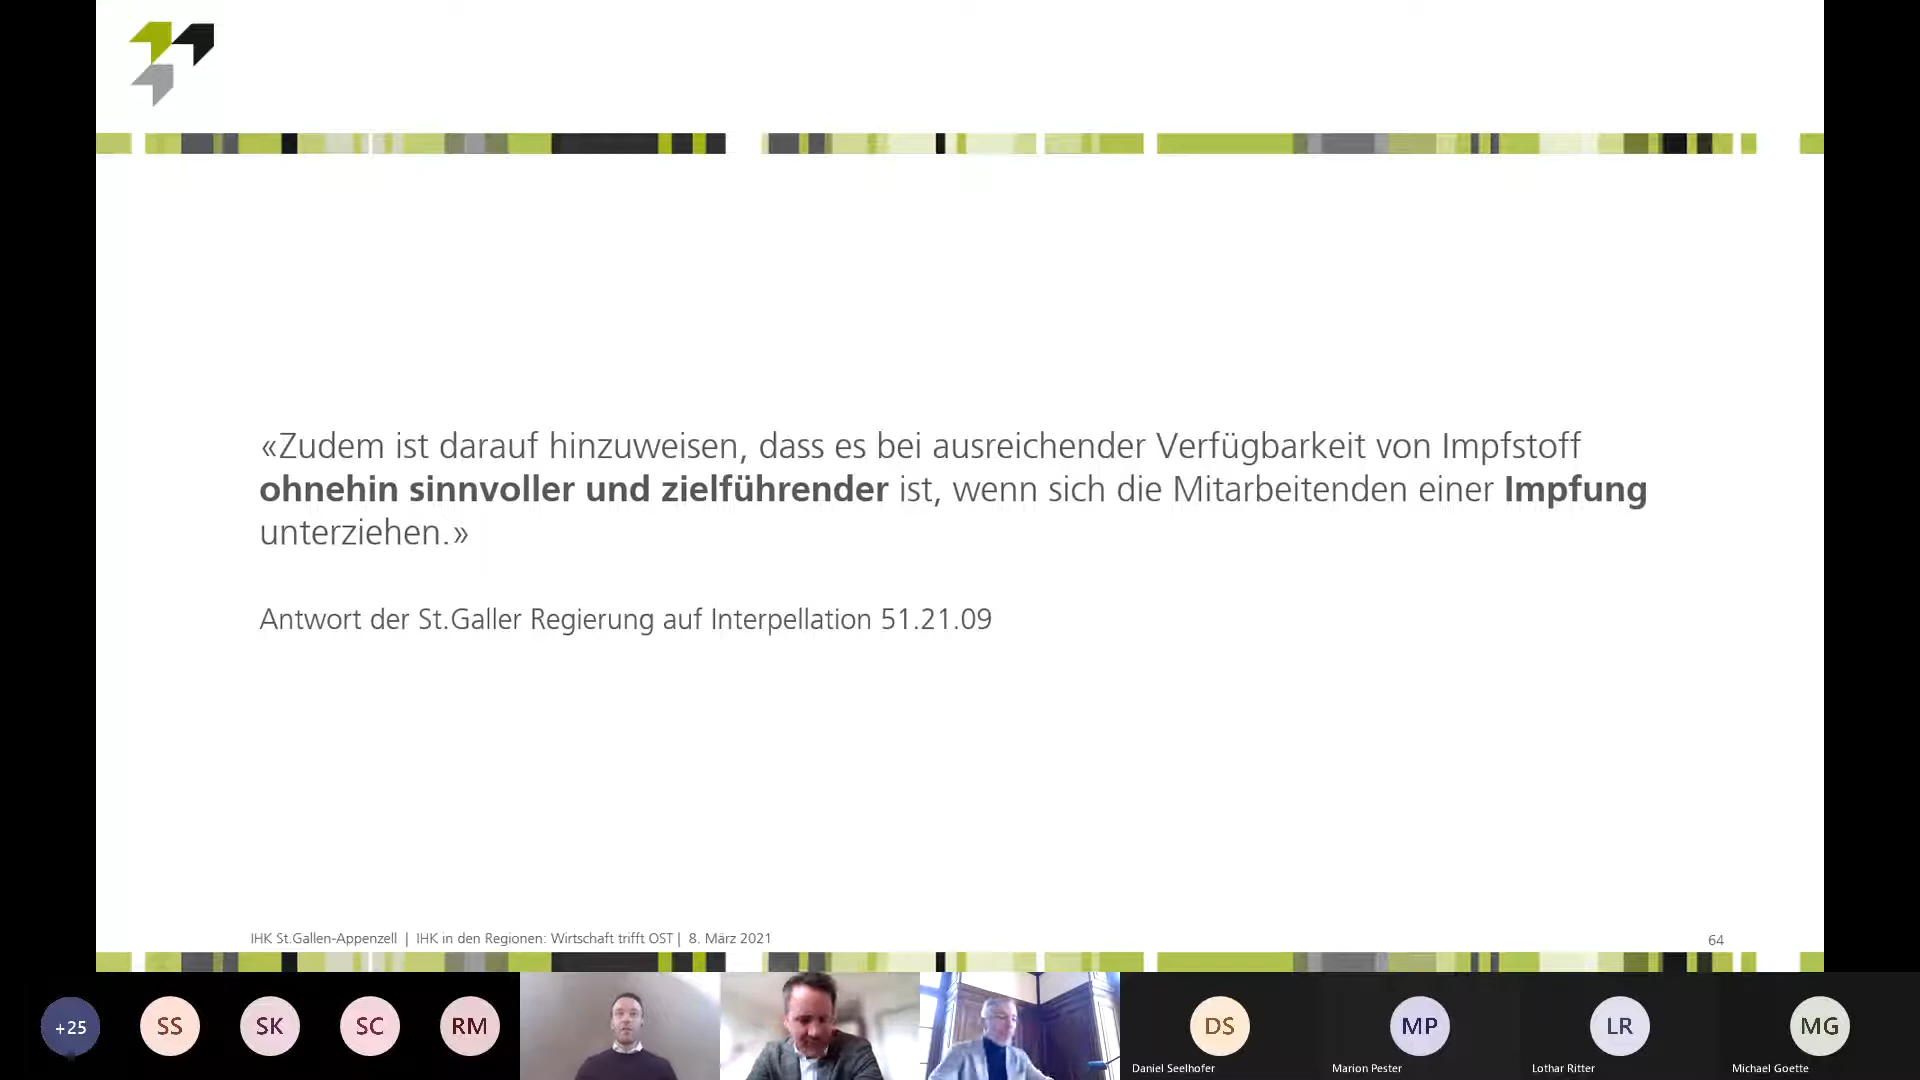 «Zudem ist darauf hinzuweisen, dass es bei ausreichender Verfügbarkeit von Impfstoff
ohnehin sinnvoller und zielführender ist, wenn sich die Mitarbeitenden einer Impfung
unterziehen.»
Antwort der St.Galler Regierung auf Interpellation 51.21.09
IHK St.Gallen-Appenzell | IHK in den Regionen: Wirtschaft trifft OST | 8. März 2021
64
+25
SS
SK
SC
RM
DS
MP
LR
MG
Daniel Seelhofer
Marion Pester
Lothar Ritter
Michael Goette